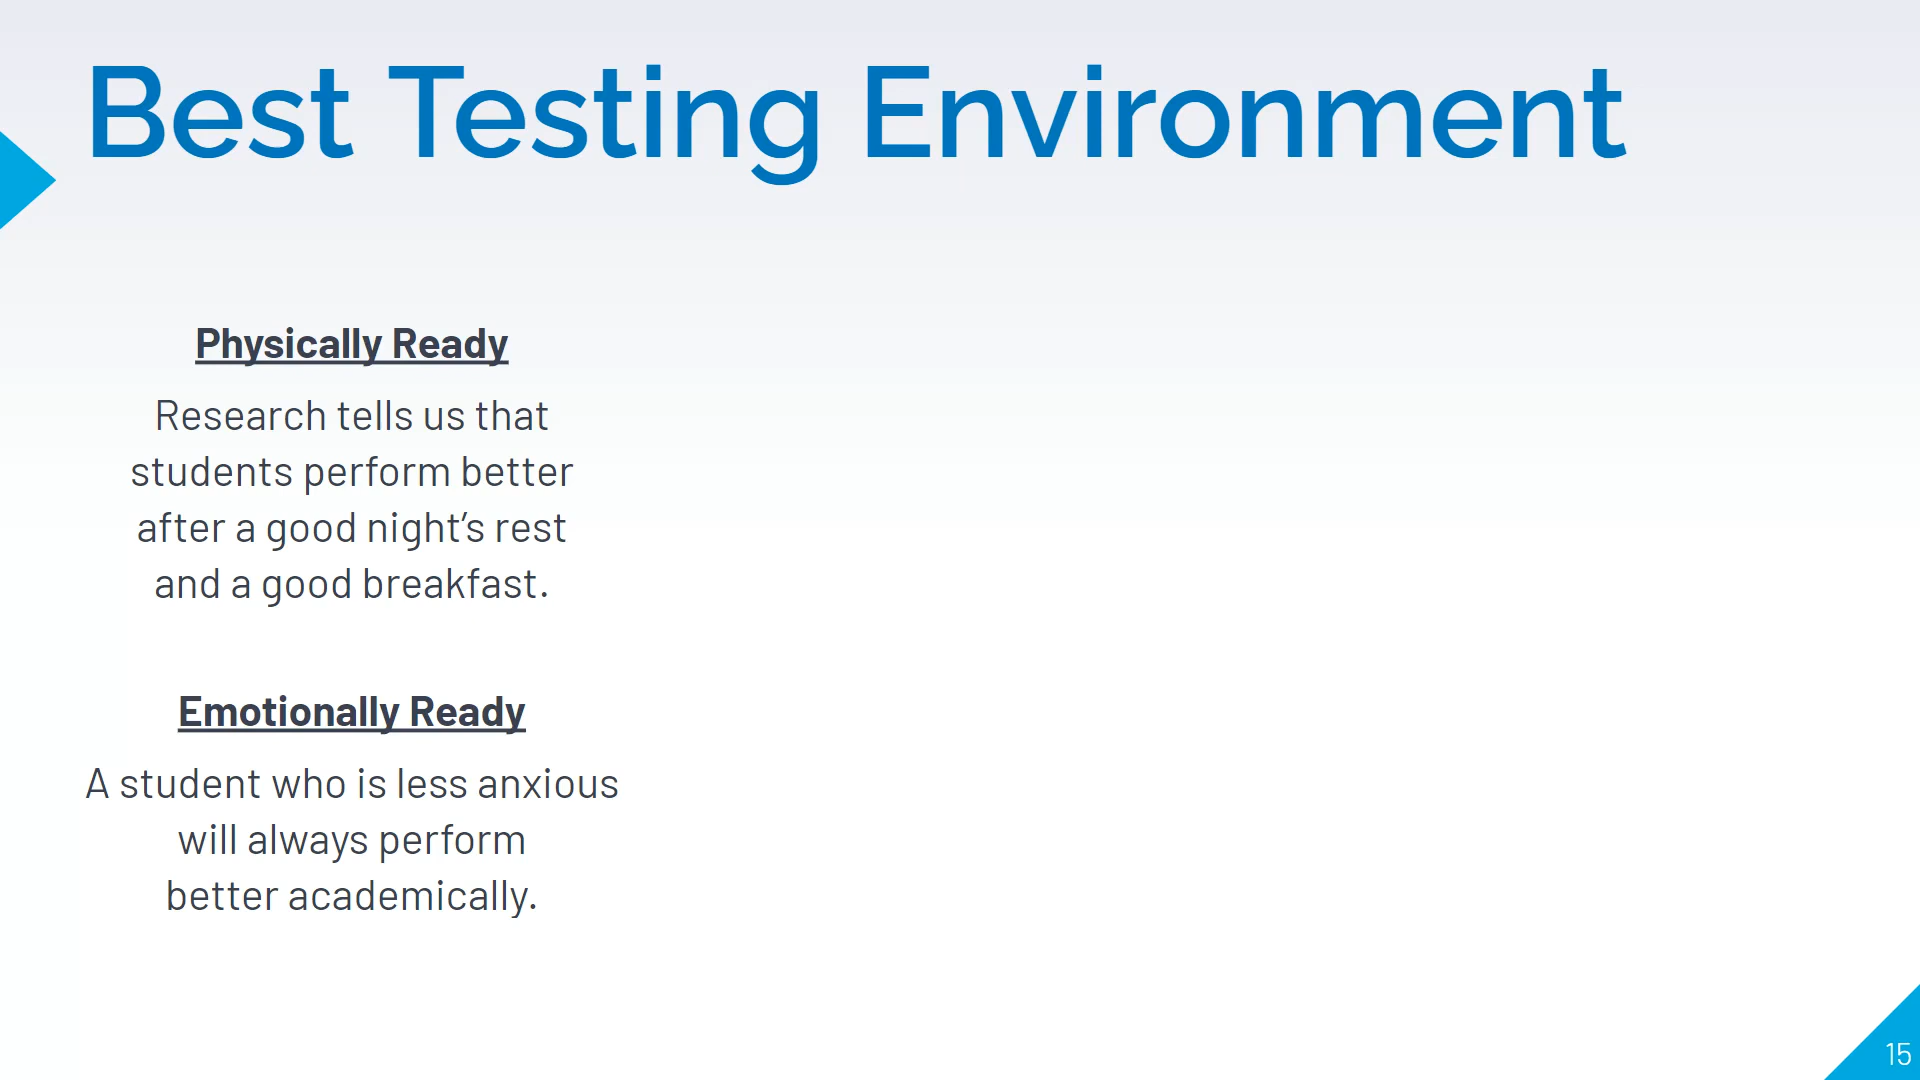 Best Testing Environment
Physically Ready
Research tells us that
students perform better
after a good night’s rest
and a good breakfast.
Emotionally Ready
A student who is less anxious
will always perform
better academically.
15